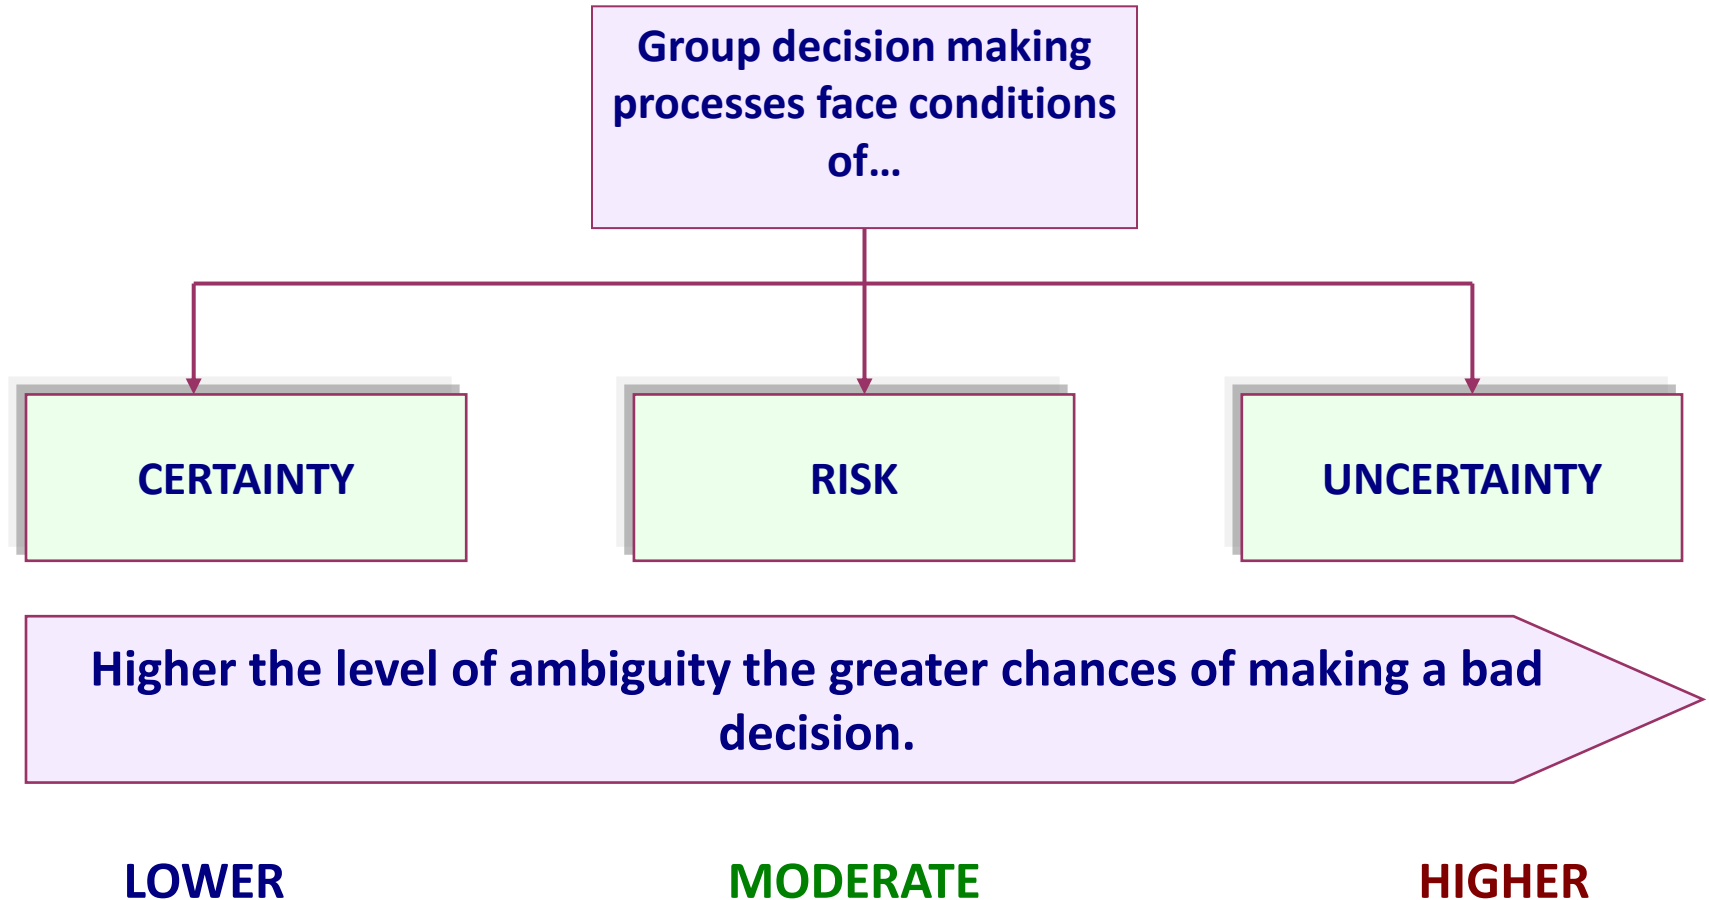 Group decision making
processes face conditions
of…
CERTAINTY
RISK
UNCERTAINTY
Higher the level of ambiguity the greater chances of making a bad
decision.
LOWER
MODERATE
HIGHER